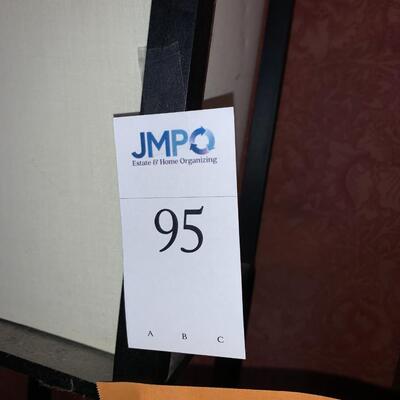 JMPO
Estate & Home Organizing
95
A B C